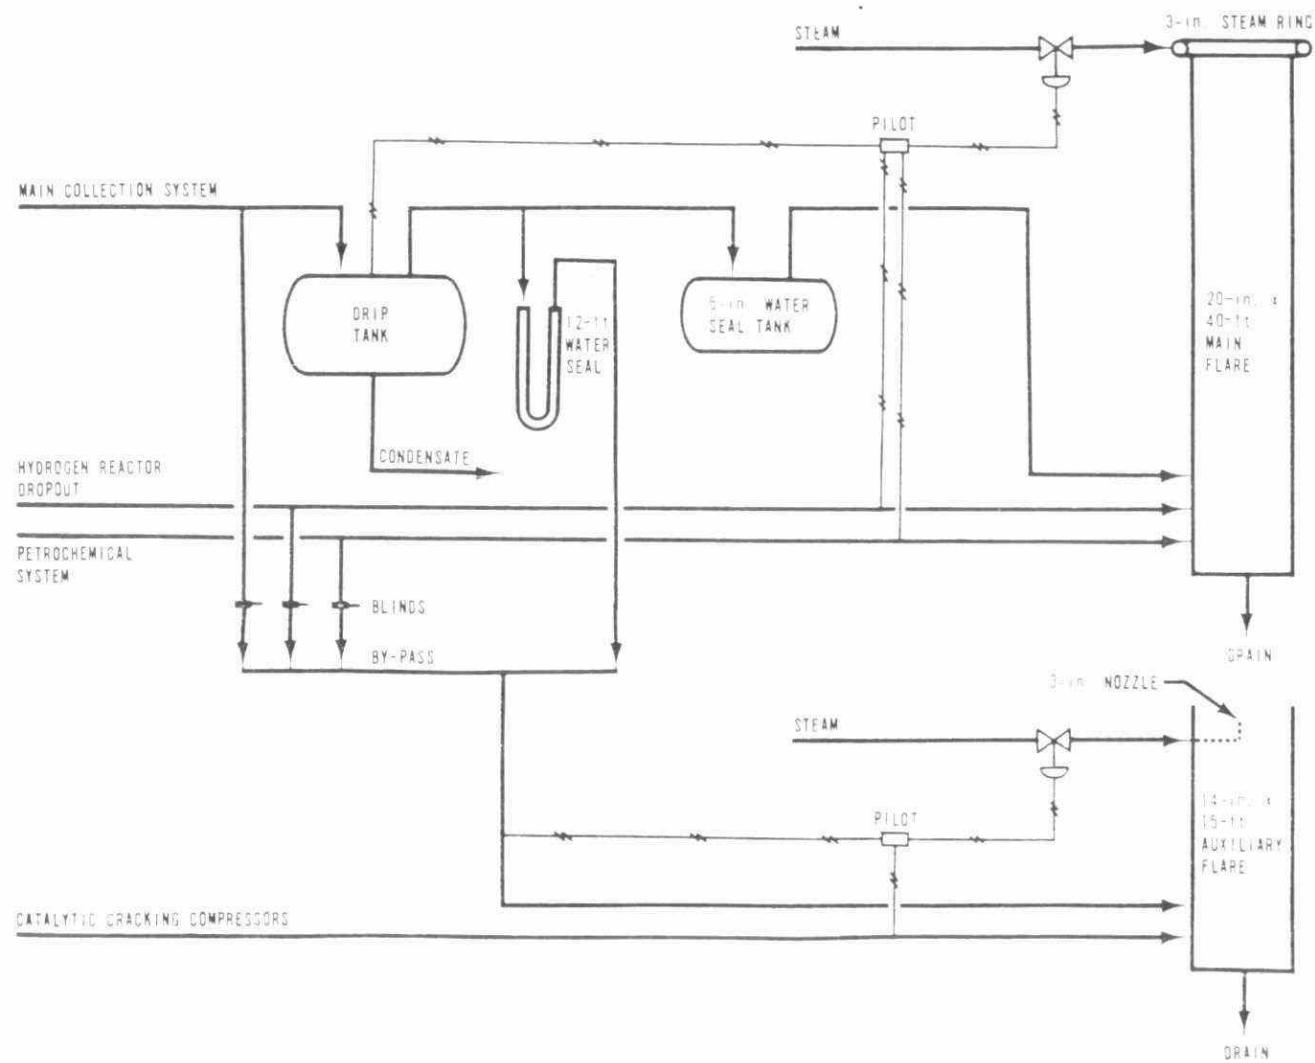 3-in. STEAM RING
STEAM
PILOT
MAIN COLLECTION SYSTEM
DRIP
TANK
12-ft
WATER
SEAL
6-in. WATER
SEAL TANK
20-in. x
40-ft
MAIN
FLARE
CONDENSATE
HYDROGEN REACTOR
DROPOUT
PETROCHEMICAL
SYSTEM
BLINDS
BY-PASS
DRAIN
3-in. NOZZLE
STEAM
PILOT
14-in. x
15-ft
AUXILIARY
FLARE
CATALYTIC CRACKING COMPRESSORS
DRAIN